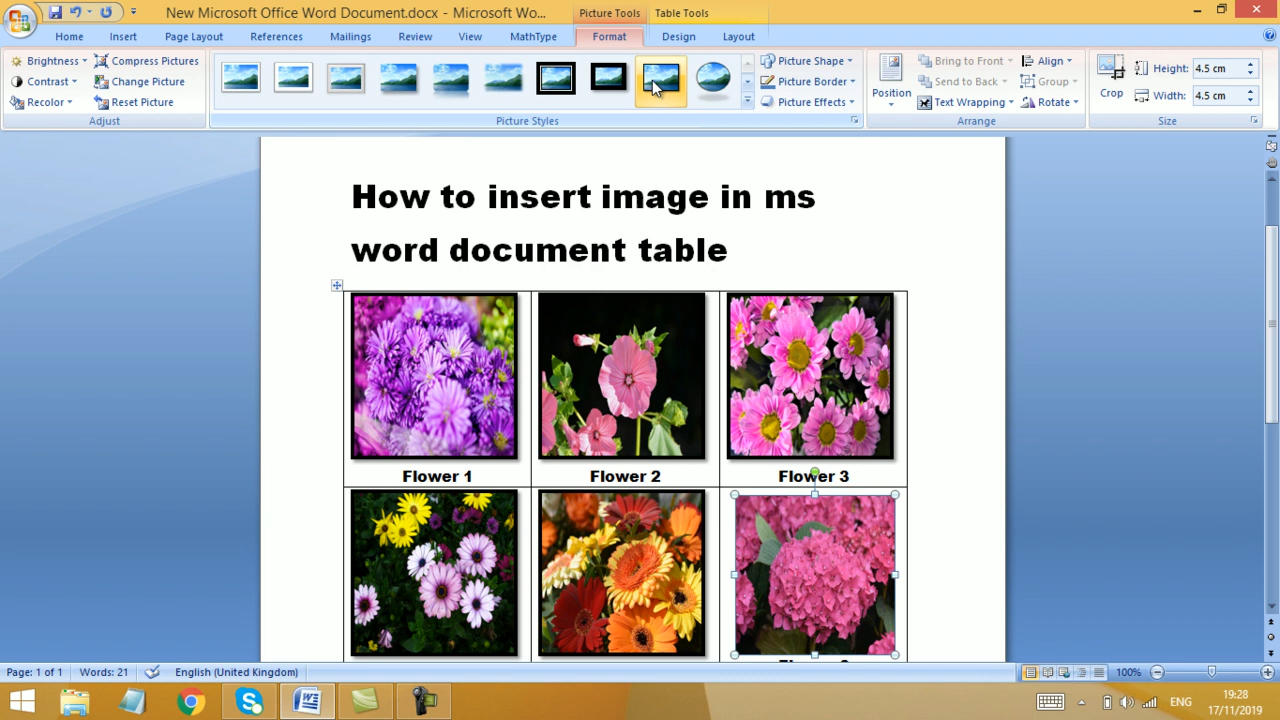 New Microsoft Office Word Document.docx - Microsoft Wo...
Picture Tools
Table Tools
Home
Insert
Page Layout
References
Mailings
Review
View
MathType
Format
Design
Layout
Brightness
Compress Pictures
Contrast
Change Picture
Recolor
Reset Picture
Adjust
Picture Styles
Picture Shape
Picture Border
Picture Effects
Position
Bring to Front
Send to Back
Text Wrapping
Align
Group
Rotate
Arrange
Crop
Height:
4.5 cm
Width:
4.5 cm
Size
How to insert image in ms
word document table
Flower 1
Flower 2
Flower 3
Page: 1 of 1
Words: 21
English (United Kingdom)
100%
ENG
19:28
17/11/2019